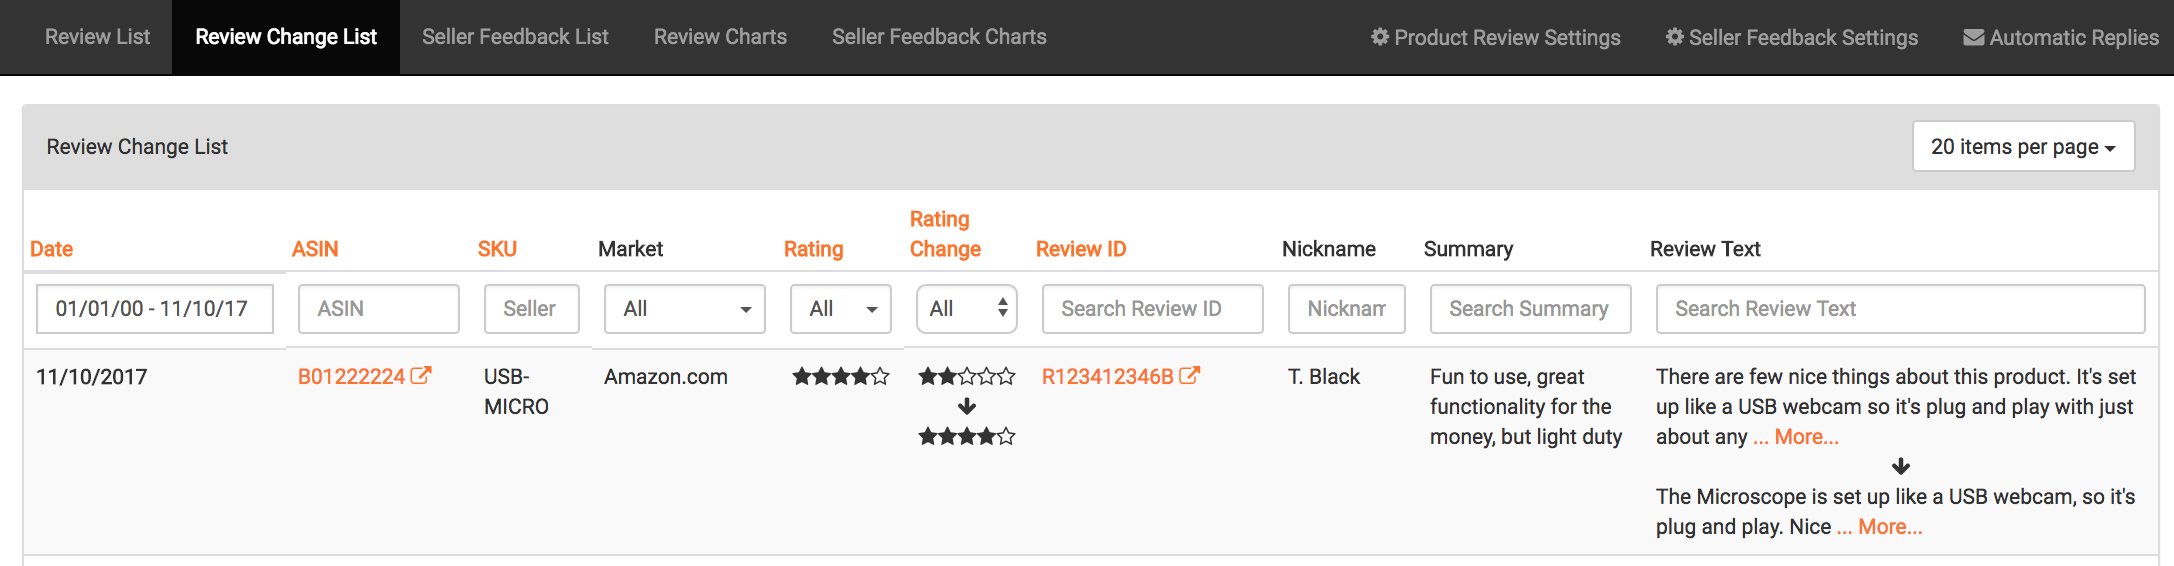 Review List Review Change List Seller Feedback List Review Charts Seller Feedback Charts Product Review Settings Seller Feedback Settings Automatic Replies
Review Change List 20 items per page
Date ASIN SKU Market Rating Rating Change Review ID Nickname Summary Review Text
01/01/00 - 11/10/17 ASIN Seller All All All Search Review ID Nicknam Search Summary Search Review Text
11/10/2017 B01222224 USB-MICRO Amazon.com R123412346B T. Black
Fun to use, great
functionality for the
money, but light duty
There are few nice things about this product. It's set
up like a USB webcam so it's plug and play with just
about any ... More...
The Microscope is set up like a USB webcam, so it's
plug and play. Nice ... More...